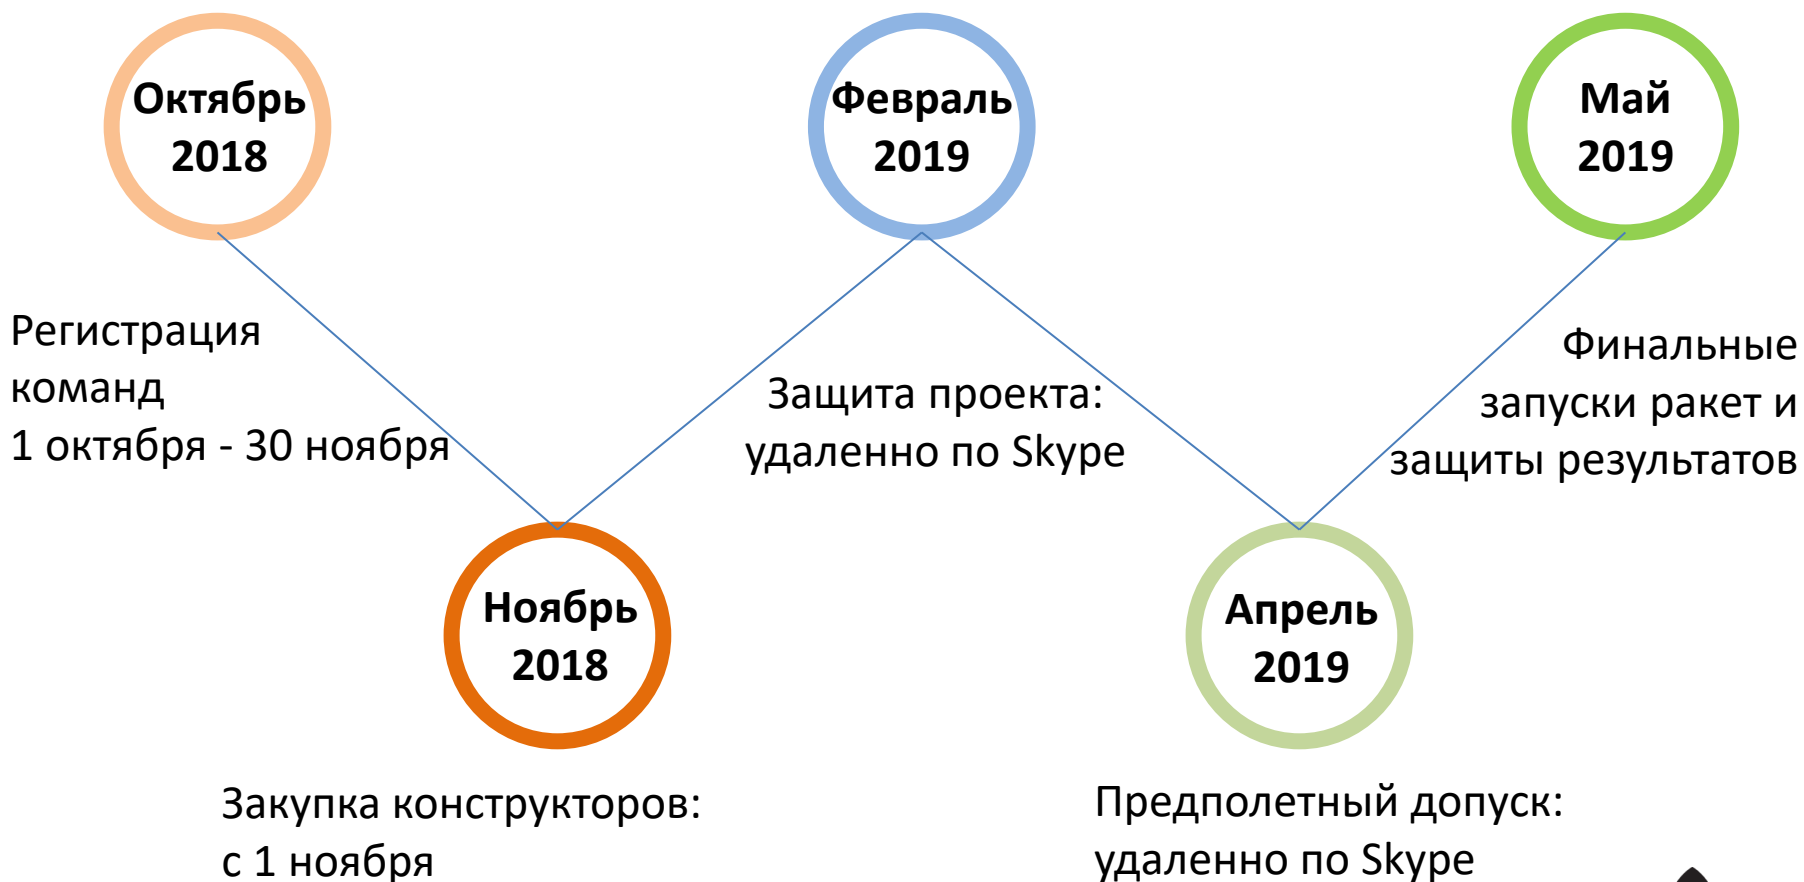 Октябрь
2018
Регистрация
команд
1 октября - 30 ноября
Ноябрь
2018
Закупка конструкторов:
с 1 ноября
Февраль
2019
Защита проекта:
удаленно по Skype
Апрель
2019
Предполетный допуск:
удаленно по Skype
Май
2019
Финальные
запуски ракет и
защиты результатов